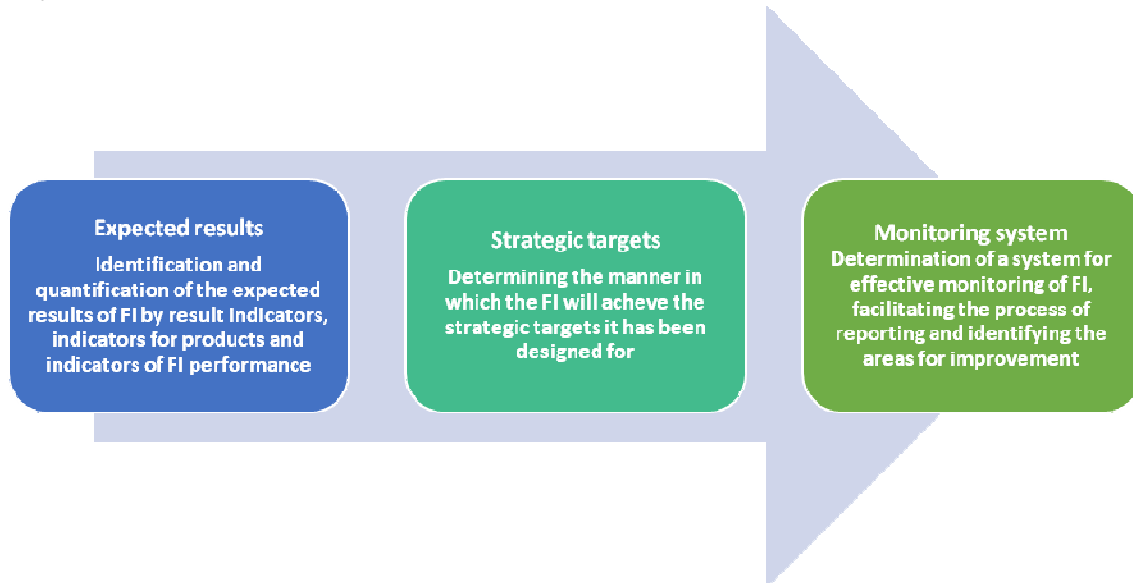 Expected results
Identification and
quantification of the expected
results of FI by result indicators,
indicators for products and
indicators of FI performance
Strategic targets
Determining the manner in
which the FI will acheve the
strategic targets it has been
designed for
Monitoring system
Determination of a system for
effective monitoring of FI,
facilitating the process of
reporting and identifying the
areas for improvement